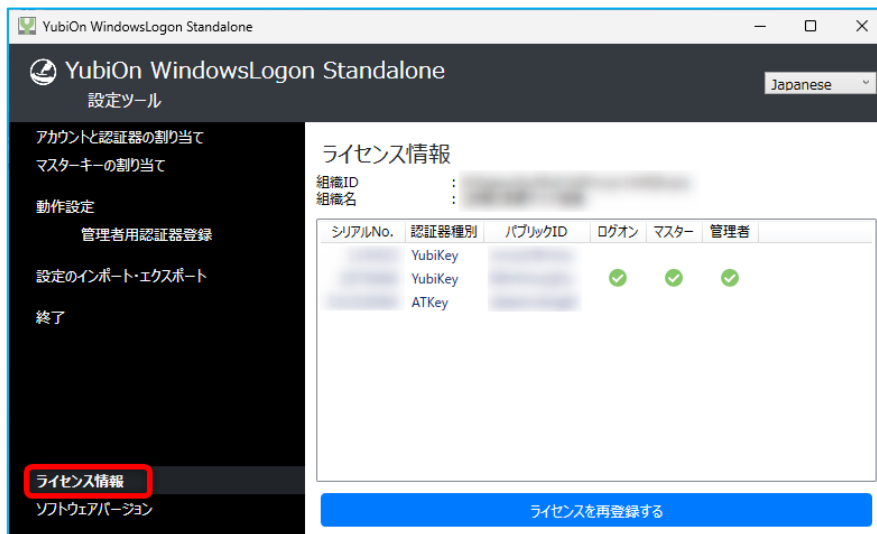 YubiOn WindowsLogon Standalone
YubiOn WindowsLogon Standalone
設定ツール
Japanese
アカウントと認証器の割り当て
マスターキーの割り当て
動作設定
管理者用認証器登録
設定のインポート・エクスポート
終了
ライセンス情報
ソフトウェアバージョン
ライセンス情報
組織ID :
組織名 :
シリアルNo. 認証器種別 パブリックID ログオン マスター 管理者
YubiKey
YubiKey
ATKey
ライセンスを再登録する